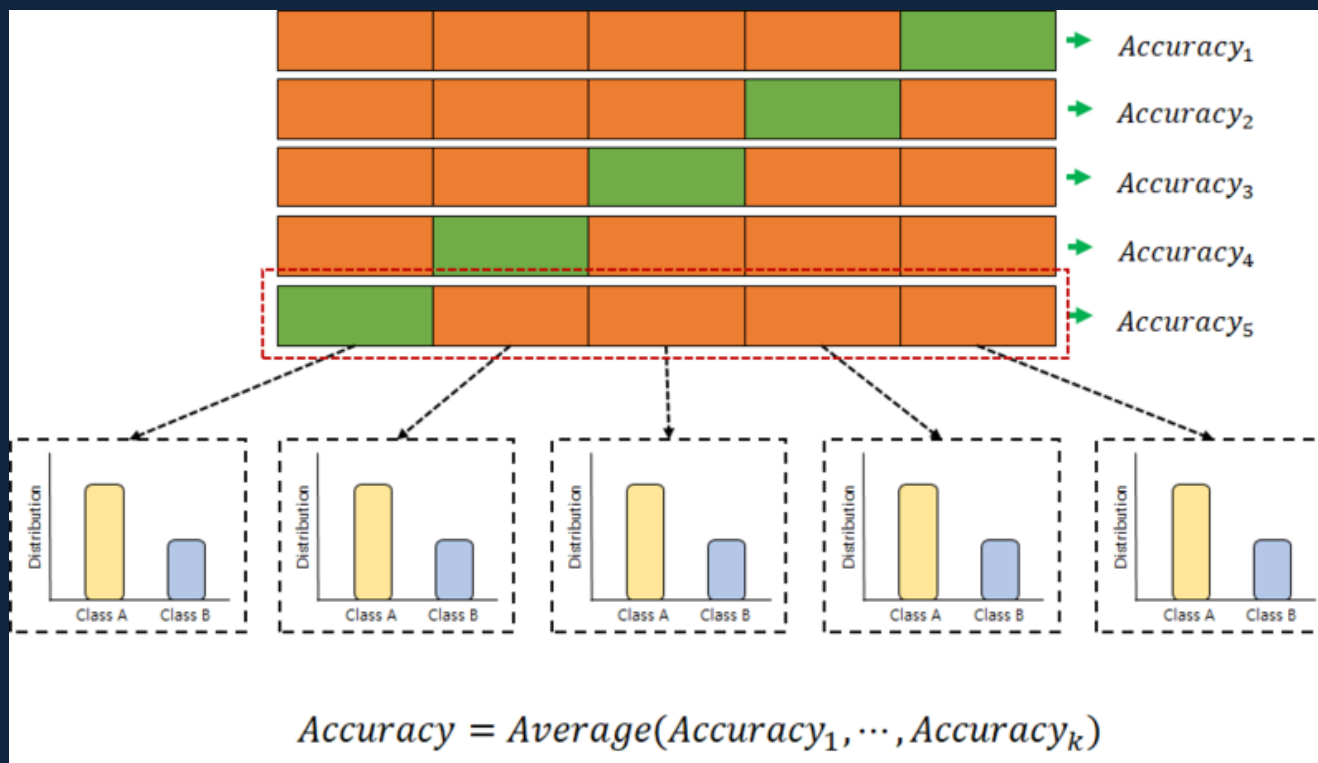 Accuracy₁
Accuracy₂
Accuracy₃
Accuracy₄
Accuracy₅
Distribution
Class A Class B
Distribution
Class A Class B
Distribution
Class A Class B
Distribution
Class A Class B
Distribution
Class A Class B
Accuracy = Average(Accuracy₁, ⋯ , Accuracyₖ)